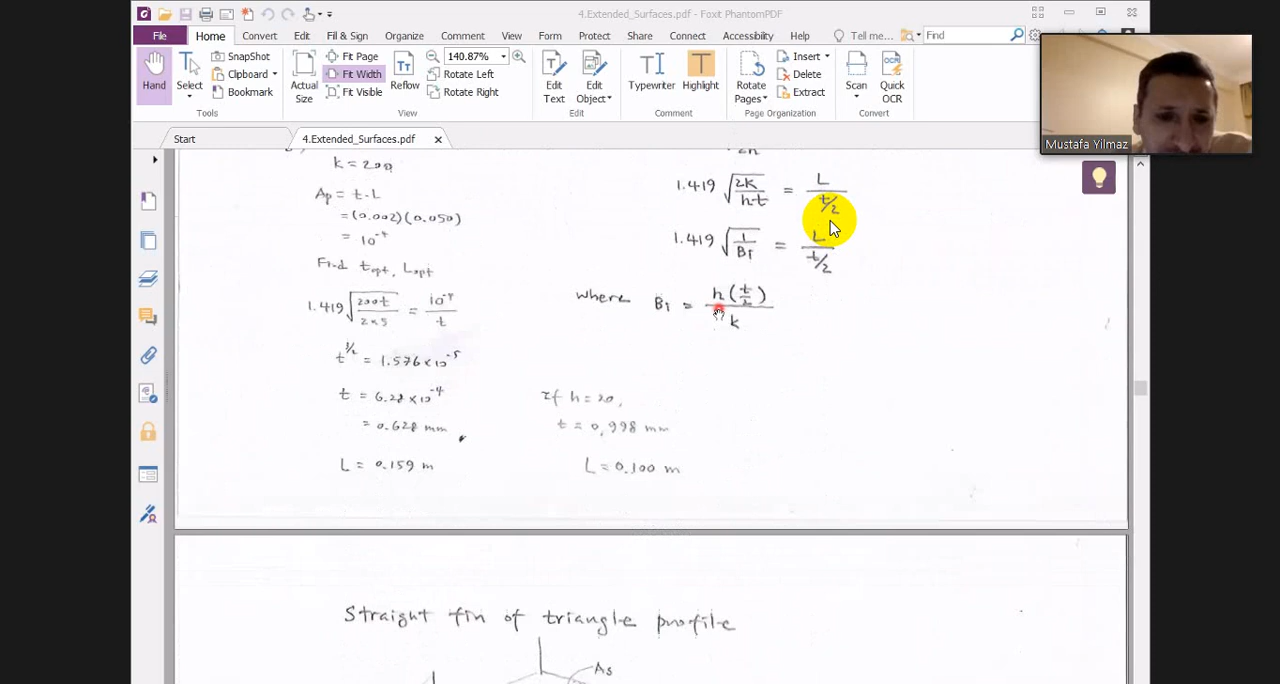 4.Extended_Surfaces.pdf - Foxit PhantomPDF
File Home Convert Edit Fill & Sign Organize Comment View Form Protect Share Connect Accessibility Help Tell me... Find
Hand
Select
SnapShot
Clipboard
Bookmark
Tools
Actual Size
Fit Page
Fit Width
Fit Visible
Reflow
140.87%
Rotate Left
Rotate Right
View
Edit Text
Edit Object
Edit
Typewriter
Highlight
Comment
Rotate Pages
Insert
Delete
Extract
Page Organization
Scan
Quick OCR
Convert
Mustafa Yilmaz
Start 4.Extended_Surfaces.pdf
k = 200
Ap = t·L
= (0.002)(0.050)
= 10⁻⁴
Find t_opt, L_opt
1.419 √(200t / 2×5) = 10⁻⁴ / t
t^3/2 = 1.576×10⁻⁵
t = 6.28×10⁻⁴
= 0.628 mm
L = 0.159 m
If h = 20,
t = 0.998 mm
L = 0.100 m
1.419 √(2k / ht) = L / (t/2)
1.419 √(1 / Bi) = L / (t/2)
where Bi = h(t/2) / k
Straight fin of triangle profile
As